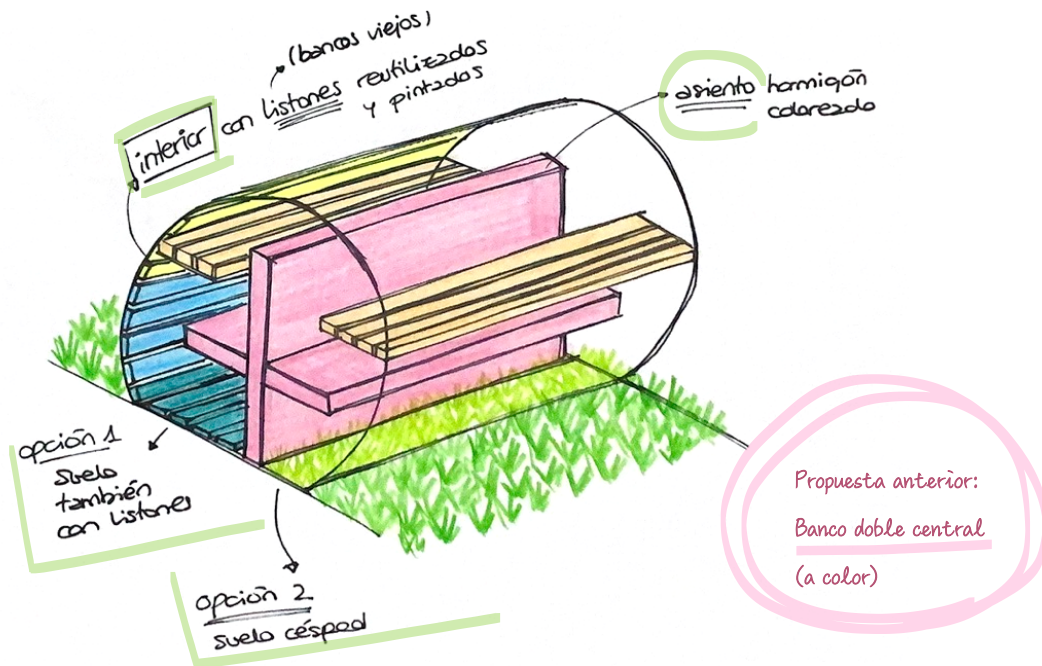 (bancos viejos)
interior con listones reutilizados
y pintados
asiento hormigón
coloreado
opción 1
suelo
también
con listones
opción 2
suelo césped
Propuesta anterior:
Banco doble central
(a color)